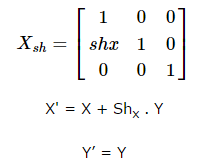 X_sh = [ 1 0 0
shx 1 0
0 0 1 ]
X' = X + Sh_x . Y
Y' = Y